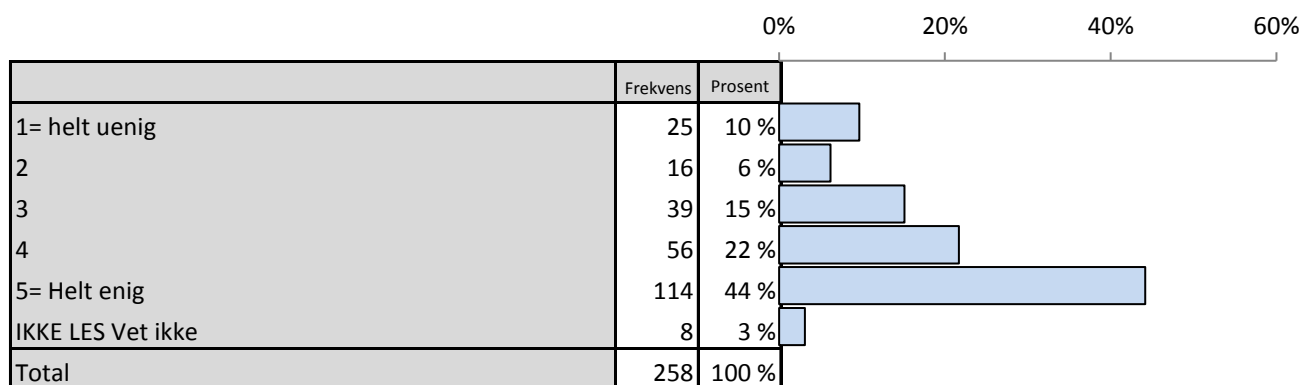 0% 20% 40% 60%
Frekvens Prosent
1= helt uenig 25 10 %
2 16 6 %
3 39 15 %
4 56 22 %
5= Helt enig 114 44 %
IKKE LES Vet ikke 8 3 %
Total 258 100 %